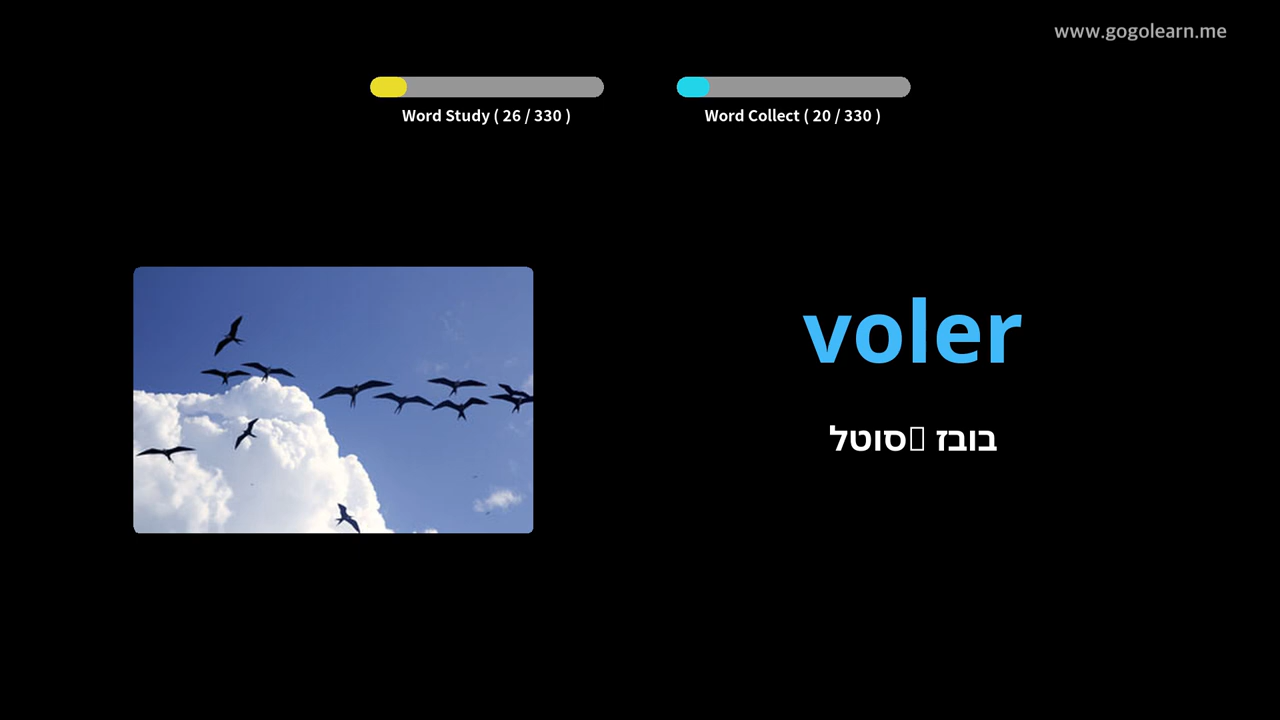 www.gogolearn.me
Word Study ( 26 / 330 )
Word Collect ( 20 / 330 )
voler
בובז סוטל